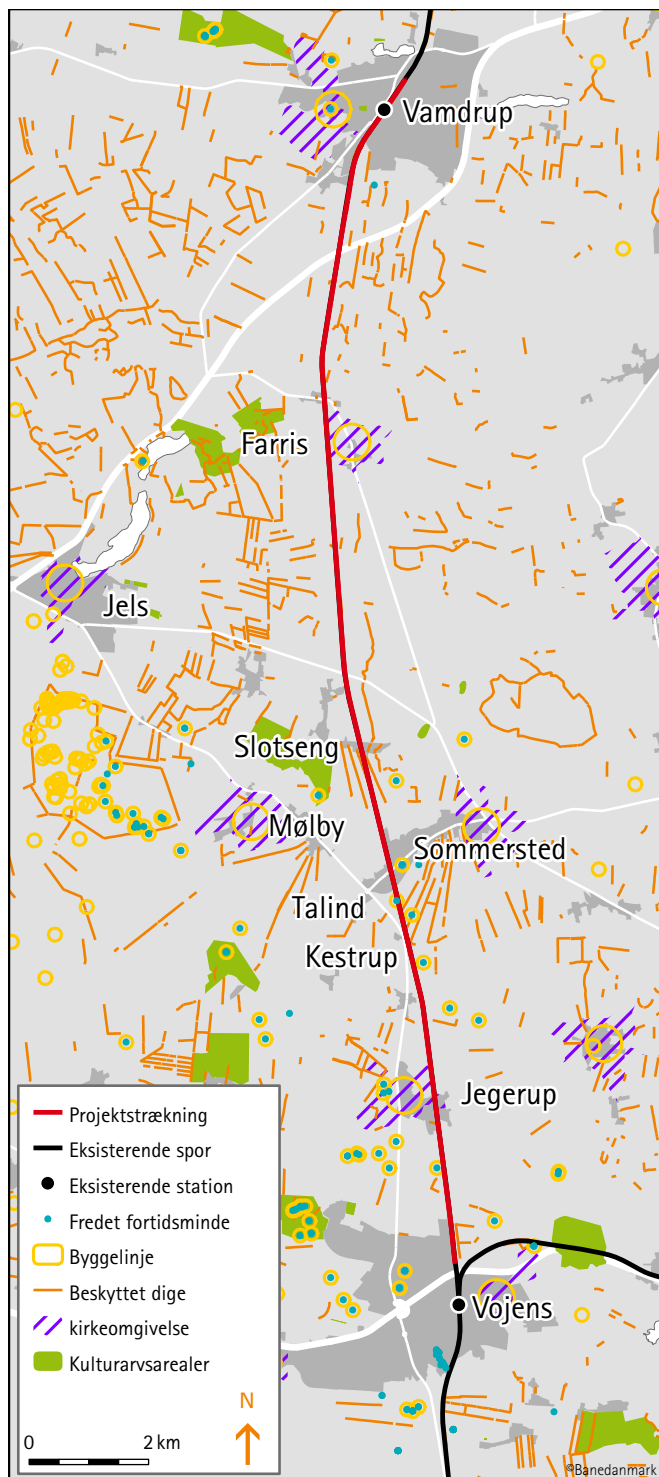 Vamdrup
Farris
Jels
Slotseng
Mølby
Sommersted
Talind
Kestrup
Jegerup
Vojens
Projektstrækning
Eksisterende spor
Eksisterende station
Fredet fortidsminde
Byggelinje
Beskyttet dige
kirkeomgivelse
Kulturarvsarealer
N
0 2 km
©Banedanmark